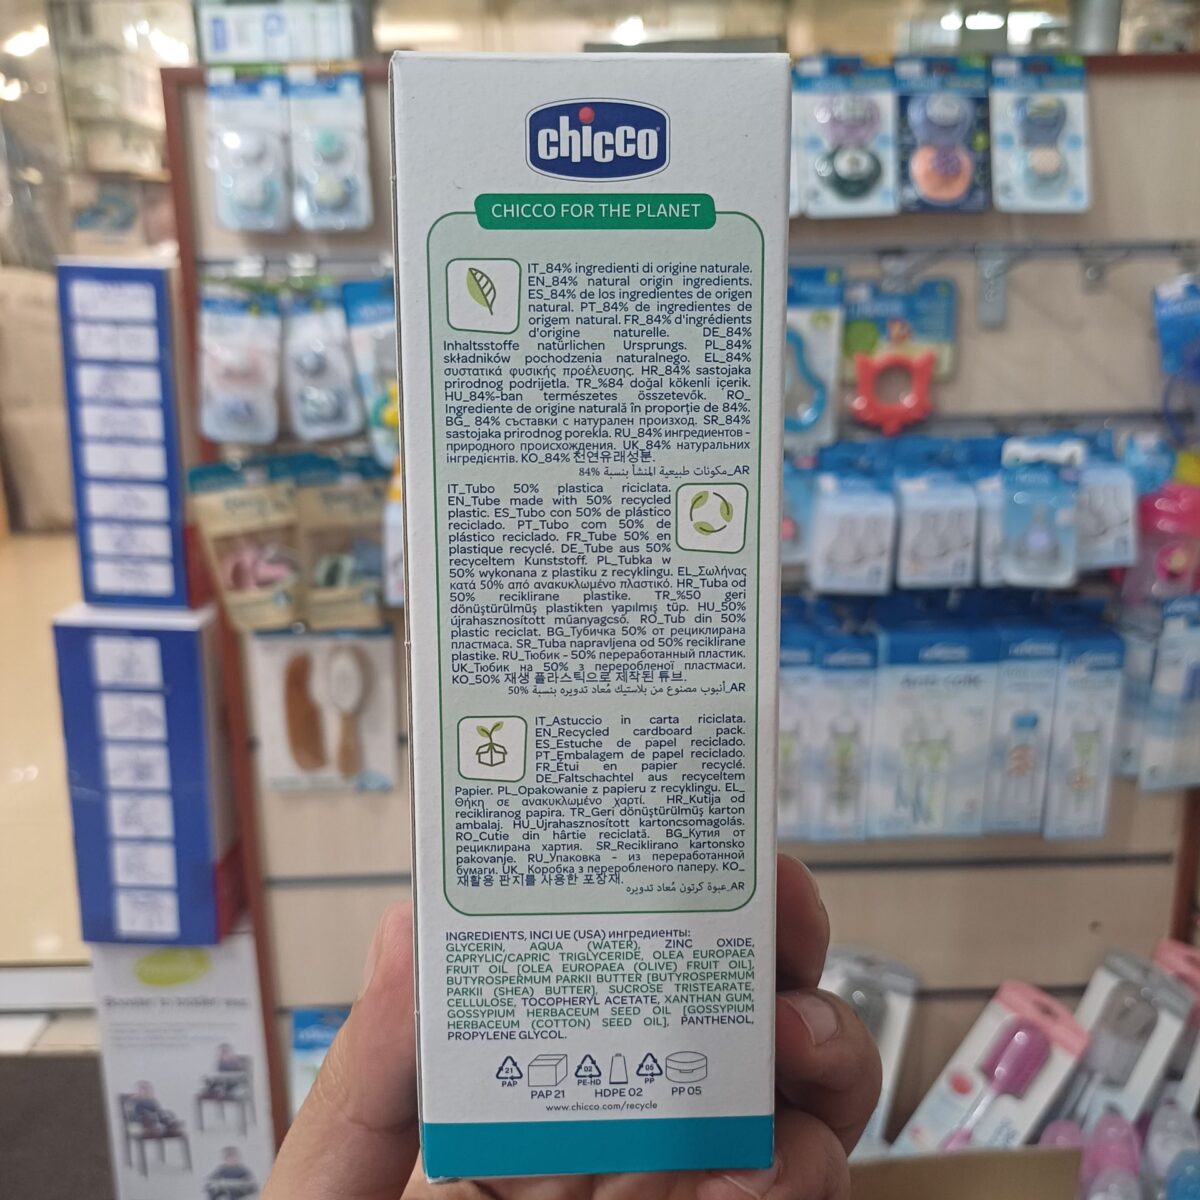 chicco
CHICCO FOR THE PLANET
IT_84% ingredienti di origine naturale.
EN_84% natural origin ingredients.
ES_84% de los ingredientes de origen
natural. PT_84% de ingredientes de
origem natural. FR_84% d'ingrédients
d'origine naturelle. DE_84%
Inhaltsstoffe natürlichen Ursprungs. PL_84%
składników pochodzenia naturalnego. EL_84%
συστατικά φυσικής προέλευσης. HR_84% sastojaka
prirodnog podrijetla. TR_%84 doğal kökenli içerik.
HU_84%-ban természetes összetevők. RO_
Ingrediente de origine naturală în proporție de 84%.
BG_ 84% съставки с натурален произход. SR_84%
sastojaka prirodnog porekla. RU_84% ингредиентов -
природного происхождения. UK_84% натуральних
інгредієнтів. KO_84% 천연유래성분.
AR_مكونات طبيعية المنشأ بنسبة 84%
IT_Tubo 50% plastica riciclata.
EN_Tube made with 50% recycled
plastic. ES_Tubo con 50% de plástico
reciclado. PT_Tubo com 50% de
plástico reciclado. FR_Tube 50% en
plastique recyclé. DE_Tube aus 50%
recyceltem Kunststoff. PL_Tubka w
50% wykonana z plastiku z recyklingu. EL_Σωλήνας
κατά 50% από ανακυκλωμένο πλαστικό. HR_Tuba od
50% reciklirane plastike. TR_%50 geri
dönüştürülmüş plastikten yapılmış tüp. HU_50%
újrahasznosított műanyagcső. RO_Tub din 50%
plastic reciclat. BG_Тубичка 50% от рециклирана
пластмаса. SR_Tuba napravljena od 50% reciklirane
plastike. RU_Тюбик - 50% переработанный пластик.
UK_Тюбик на 50% з переробленої пластмаси.
KO_50% 재생 플라스틱으로 제작된 튜브.
AR_أنبوب مصنوع من بلاستيك مُعاد تدويره بنسبة 50%
IT_Astuccio in carta riciclata.
EN_Recycled cardboard pack.
ES_Estuche de papel reciclado.
PT_Embalagem de papel reciclado.
FR_Étui en papier recyclé.
DE_Faltschachtel aus recyceltem
Papier. PL_Opakowanie z papieru z recyklingu. EL_
Θήκη σε ανακυκλωμένο χαρτί. HR_Kutija od
recikliranog papira. TR_Geri dönüştürülmüş karton
ambalaj. HU_Újrahasznosított kartoncsomagolás.
RO_Cutie din hârtie reciclată. BG_Кутия от
рециклирана хартия. SR_Reciklirano kartonsko
pakovanje. RU_Упаковка - из переработанной
бумаги. UK_ Коробка з переробленого паперу. KO_
재활용 판지를 사용한 포장재.
AR_عبوة كرتون مُعاد تدويره
INGREDIENTS, INCI UE (USA) ингредиенты:
GLYCERIN, AQUA (WATER), ZINC OXIDE,
CAPRYLIC/CAPRIC TRIGLYCERIDE, OLEA EUROPAEA
FRUIT OIL [OLEA EUROPAEA (OLIVE) FRUIT OIL],
BUTYROSPERMUM PARKII BUTTER [BUTYROSPERMUM
PARKII (SHEA) BUTTER], SUCROSE TRISTEARATE,
CELLULOSE, TOCOPHERYL ACETATE, XANTHAN GUM,
GOSSYPIUM HERBACEUM SEED OIL [GOSSYPIUM
HERBACEUM (COTTON) SEED OIL], PANTHENOL,
PROPYLENE GLYCOL.
21 PAP PAP 21
02 PE-HD HDPE 02
05 PP PP 05
www.chicco.com/recycle